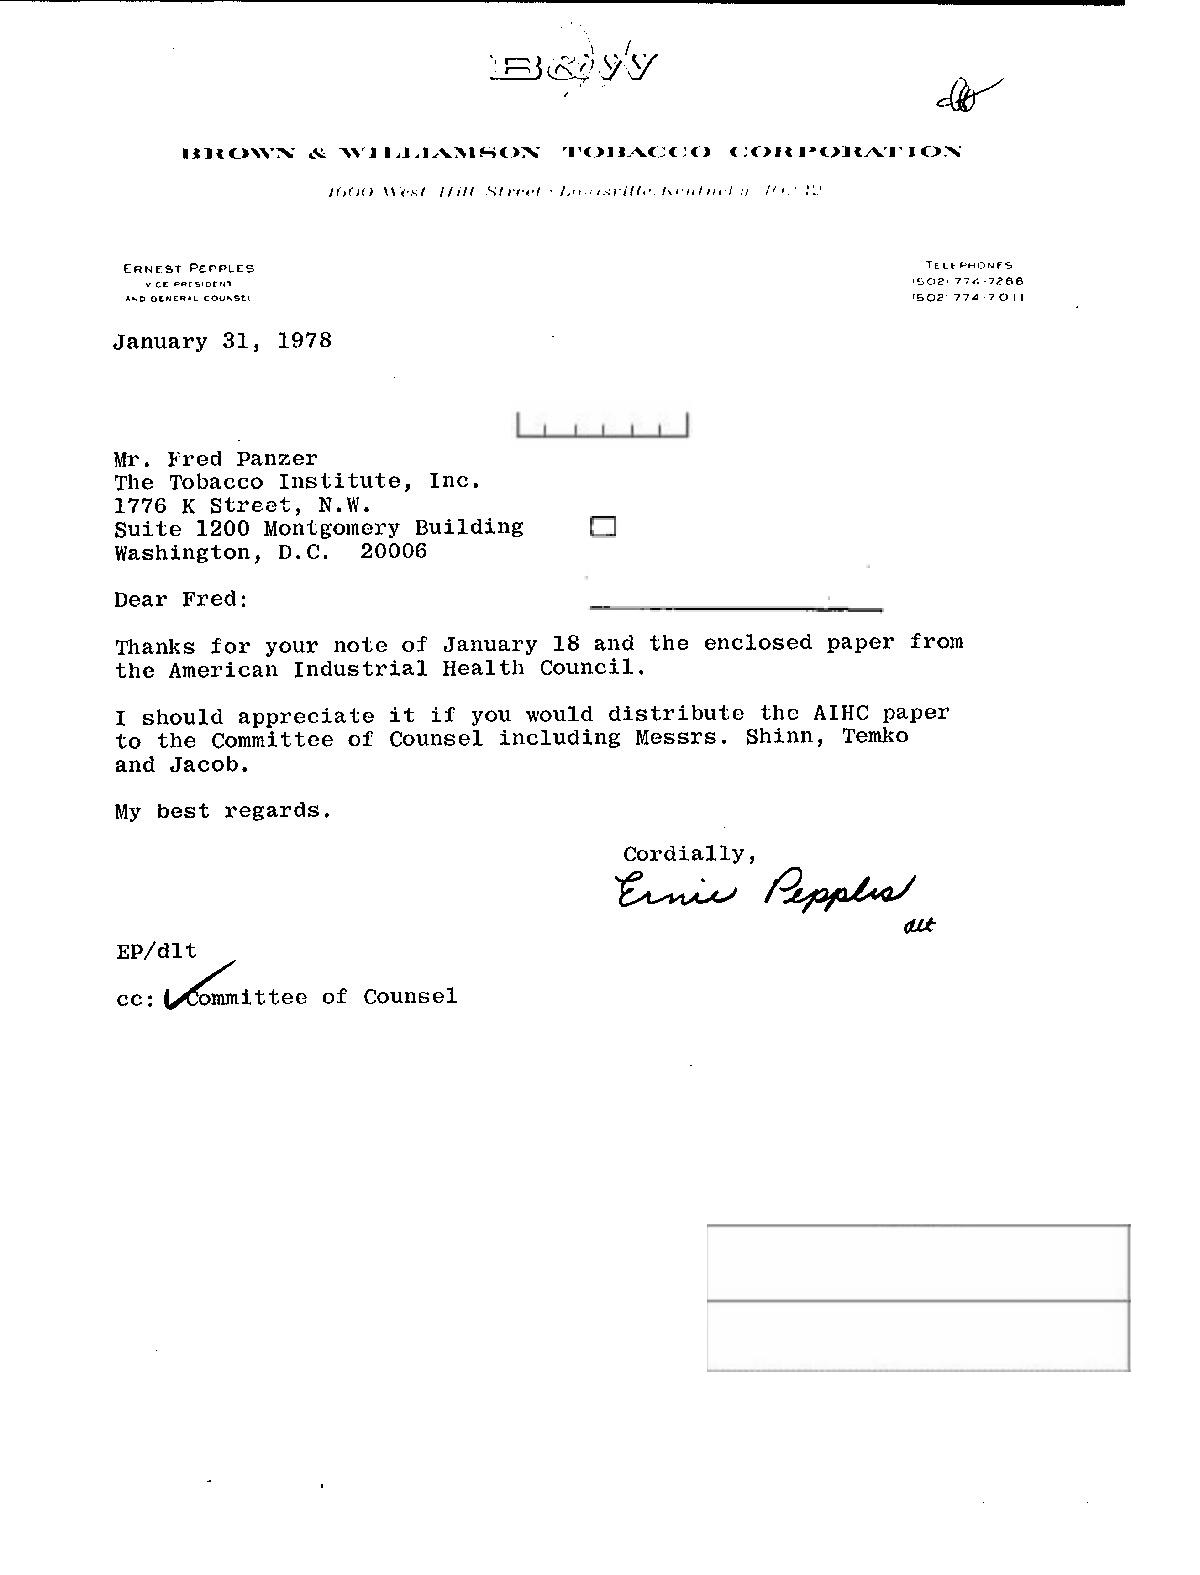 B&W
BROWN & WILLIAMSON TOBACCO CORPORATION
1600 West Hill Street · Louisville, Kentucky
ERNEST PEPPLES
VICE PRESIDENT
AND GENERAL COUNSEL
TELEPHONES
(502) 774-7266
(502) 774-7011
January 31, 1978
Mr. Fred Panzer
The Tobacco Institute, Inc.
1776 K Street, N.W.
Suite 1200 Montgomery Building
Washington, D.C. 20006
Dear Fred:
Thanks for your note of January 18 and the enclosed paper from
the American Industrial Health Council.
I should appreciate it if you would distribute the AIHC paper
to the Committee of Counsel including Messrs. Shinn, Temko
and Jacob.
My best regards.
Cordially,
Ernie Pepples
dlt
EP/dlt
cc: Committee of Counsel